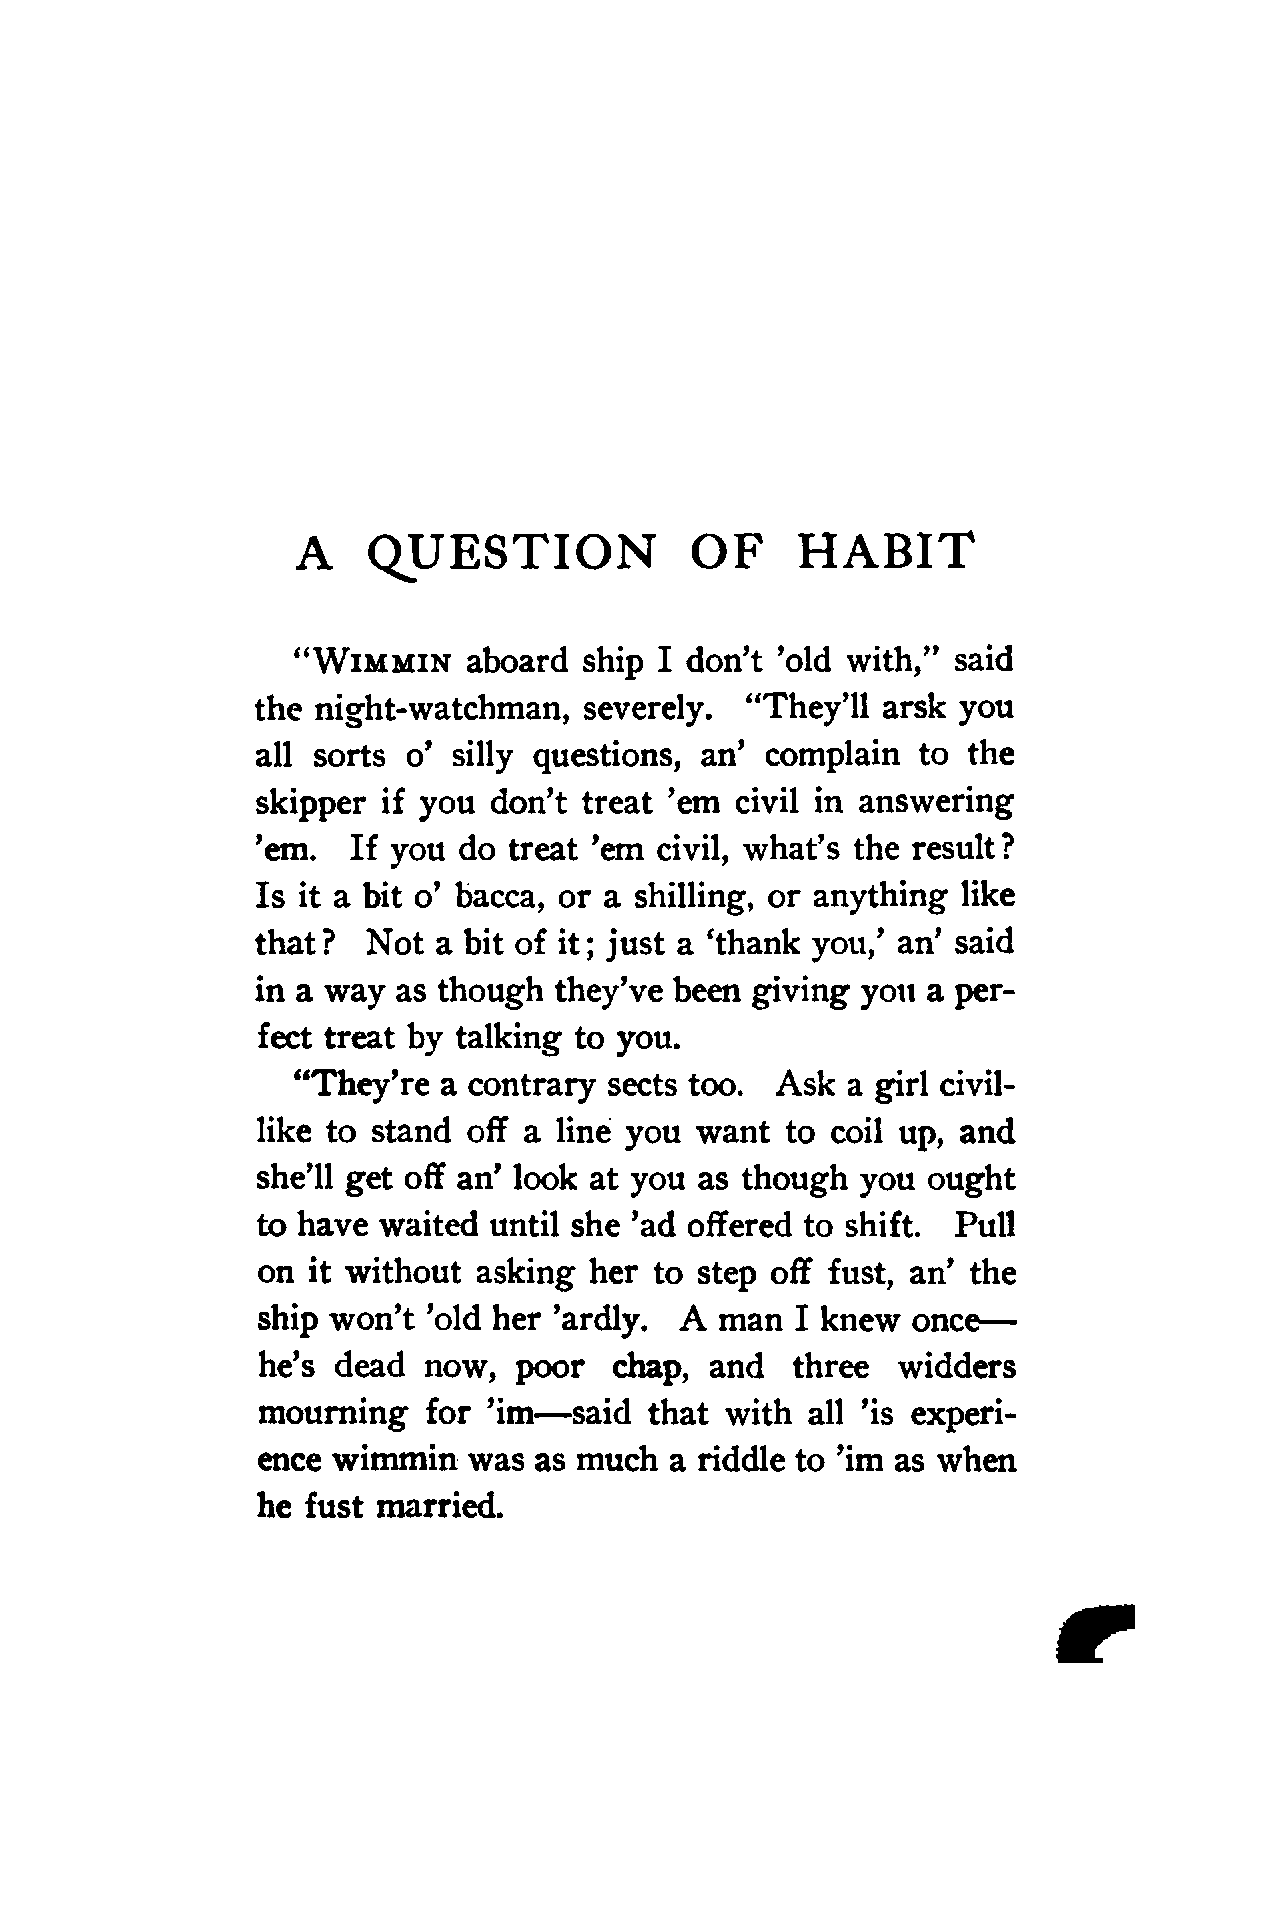 A QUESTION OF HABIT
“WIMMIN aboard ship I don’t ’old with,” said
the night-watchman, severely. “They’ll arsk you
all sorts o’ silly questions, an’ complain to the
skipper if you don’t treat ’em civil in answering
’em. If you do treat ’em civil, what’s the result?
Is it a bit o’ bacca, or a shilling, or anything like
that? Not a bit of it; just a ‘thank you,’ an’ said
in a way as though they’ve been giving you a per-
fect treat by talking to you.
“They’re a contrary sects too. Ask a girl civil-
like to stand off a line you want to coil up, and
she’ll get off an’ look at you as though you ought
to have waited until she ’ad offered to shift. Pull
on it without asking her to step off fust, an’ the
ship won’t ’old her ’ardly. A man I knew once—
he’s dead now, poor chap, and three widders
mourning for ’im—said that with all ’is experi-
ence wimmin was as much a riddle to ’im as when
he fust married.